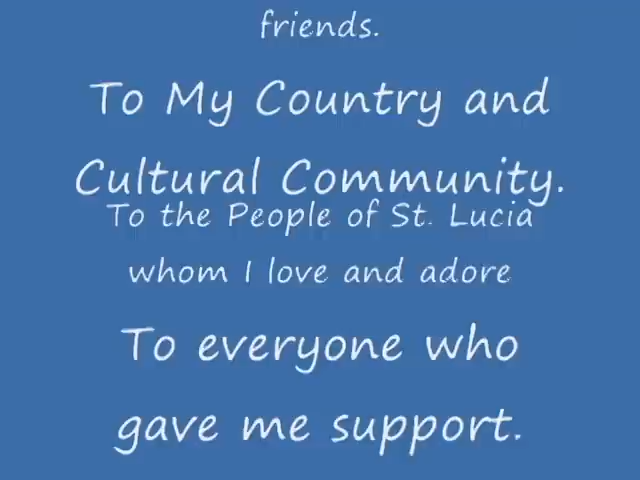 friends.
To My Country and
Cultural Community.
To the People of St. Lucia
whom I love and adore
To everyone who
gave me support.